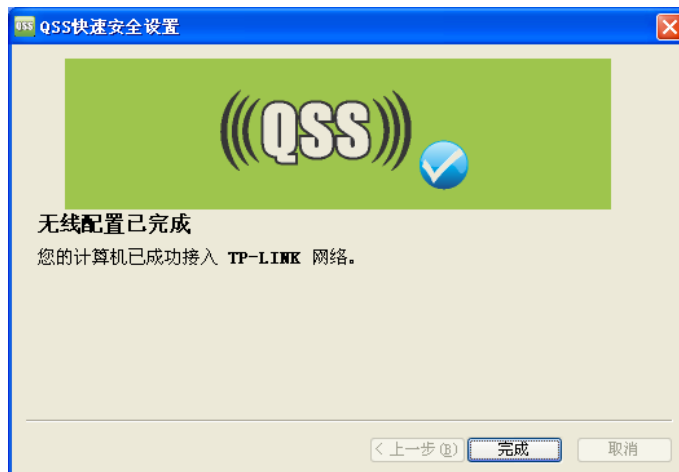 QSS QSS快速安全设置
(((QSS)))
无线配置已完成
您的计算机已成功接入 TP-LINK 网络。
< 上一步(B) 完成 取消